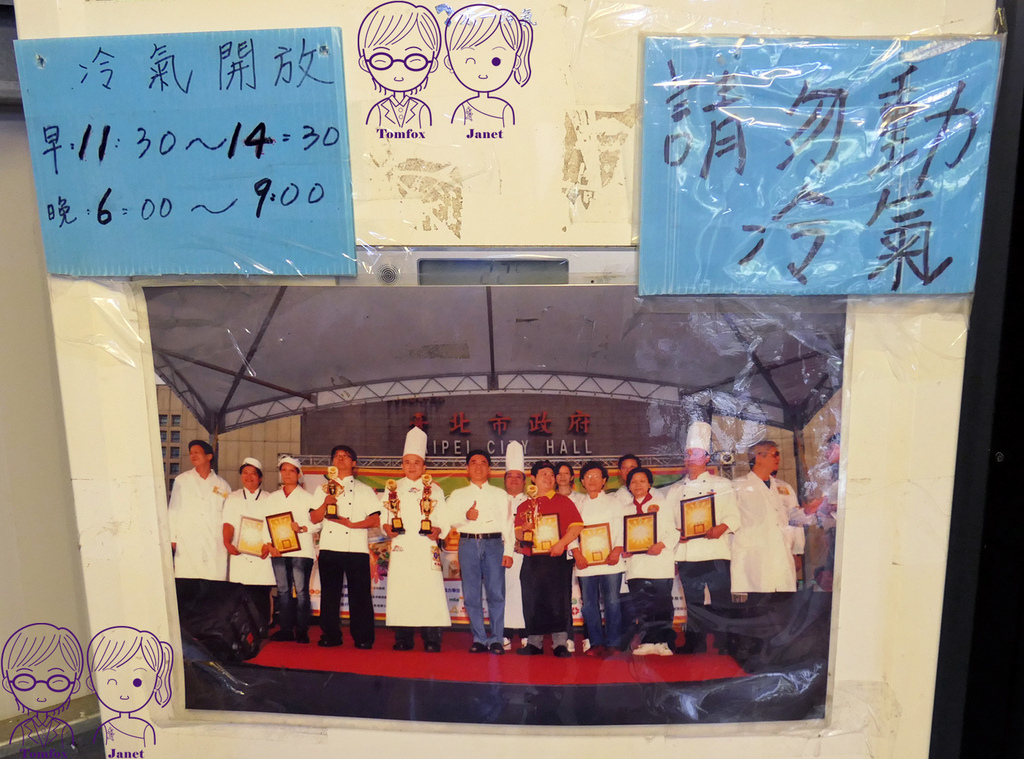 冷氣開放
早:11:30～14:30
晚:6:00～9:00
請勿動
冷氣
Tomfox
Janet
北市政府
TAIPEI CITY HALL
Tomfox
Janet